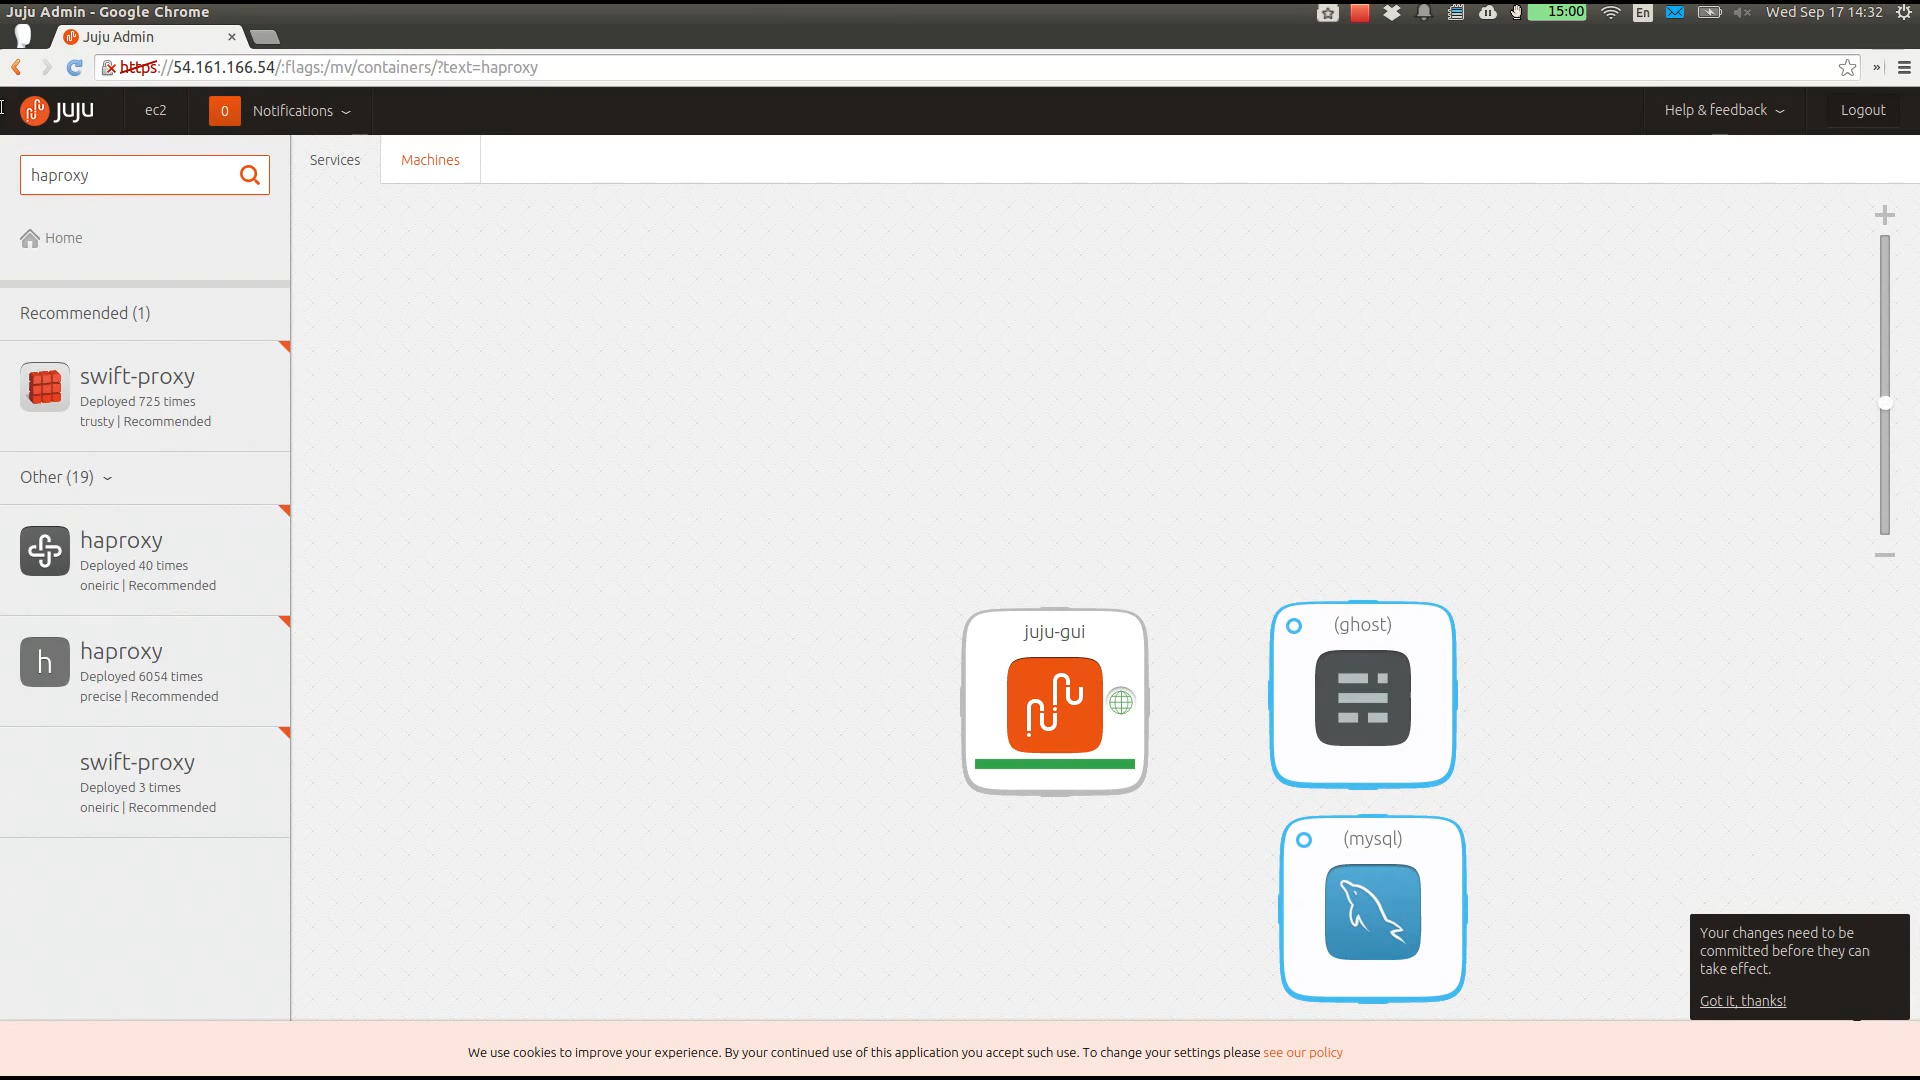 Juju Admin - Google Chrome
15:00
En
Wed Sep 17 14:32
Juju Admin
https://54.161.166.54/:flags:/mv/containers/?text=haproxy
juju
ec2
0
Notifications
Help & feedback
Logout
haproxy
Services
Machines
Home
Recommended (1)
swift-proxy
Deployed 725 times
trusty | Recommended
Other (19)
haproxy
Deployed 40 times
oneiric | Recommended
h
haproxy
Deployed 6054 times
precise | Recommended
swift-proxy
Deployed 3 times
oneiric | Recommended
juju-gui
(ghost)
(mysql)
Your changes need to be
committed before they can
take effect.
Got it, thanks!
We use cookies to improve your experience. By your continued use of this application you accept such use. To change your settings please see our policy